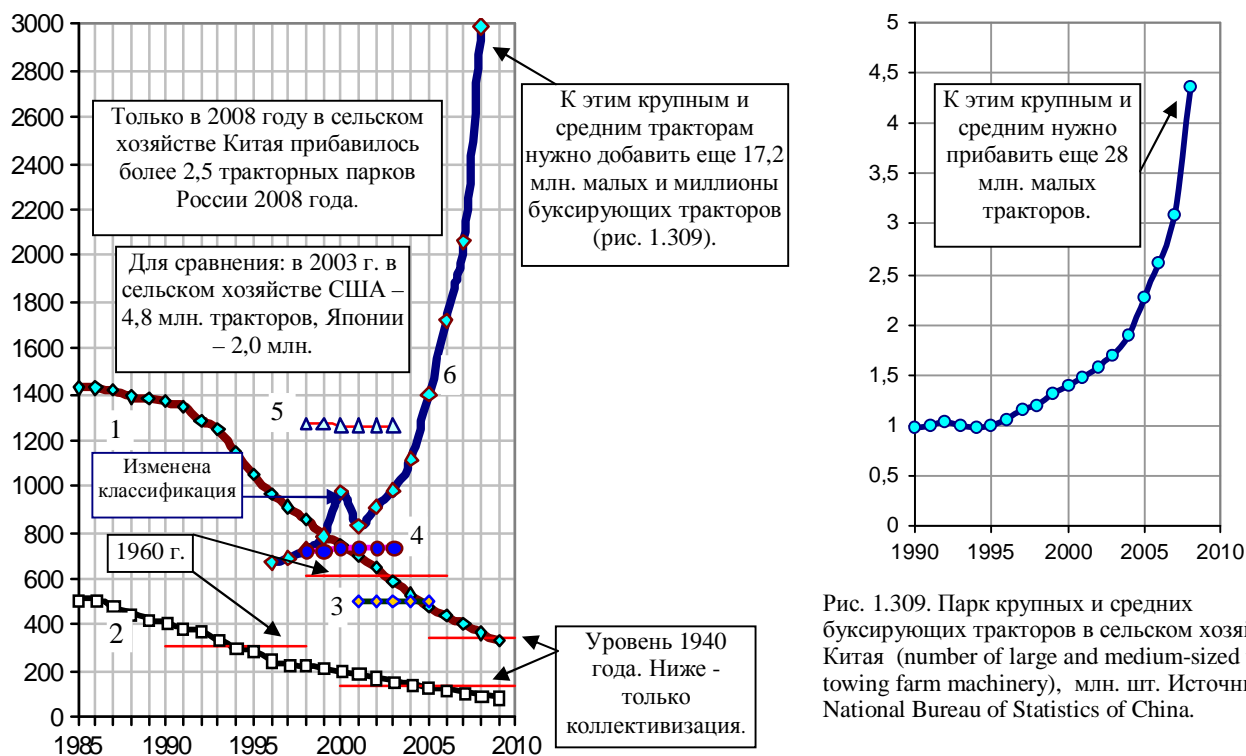 3000
2800
2600
2400
2200
2000
1800
1600
1400
1200
1000
800
600
400
200
0
1985
1990
1995
2000
2005
2010
Только в 2008 году в сельском
хозяйстве Китая прибавилось
более 2,5 тракторных парков
России 2008 года.
Для сравнения: в 2003 г. в
сельском хозяйстве США –
4,8 млн. тракторов, Японии
– 2,0 млн.
К этим крупным и
средним тракторам
нужно добавить еще 17,2
млн. малых и миллионы
буксирующих тракторов
(рис. 1.309).
1
5
6
Изменена
классификация
4
1960 г.
3
2
Уровень 1940
года. Ниже -
только
коллективизация.
5
4,5
4
3,5
3
2,5
2
1,5
1
0,5
0
1990
1995
2000
2005
2010
К этим крупным и
средним нужно
прибавить еще 28
млн. малых
тракторов.
Рис. 1.309. Парк крупных и средних
буксирующих тракторов в сельском хозя
Китая (number of large and medium-sized
towing farm machinery), млн. шт. Источн
National Bureau of Statistics of China.